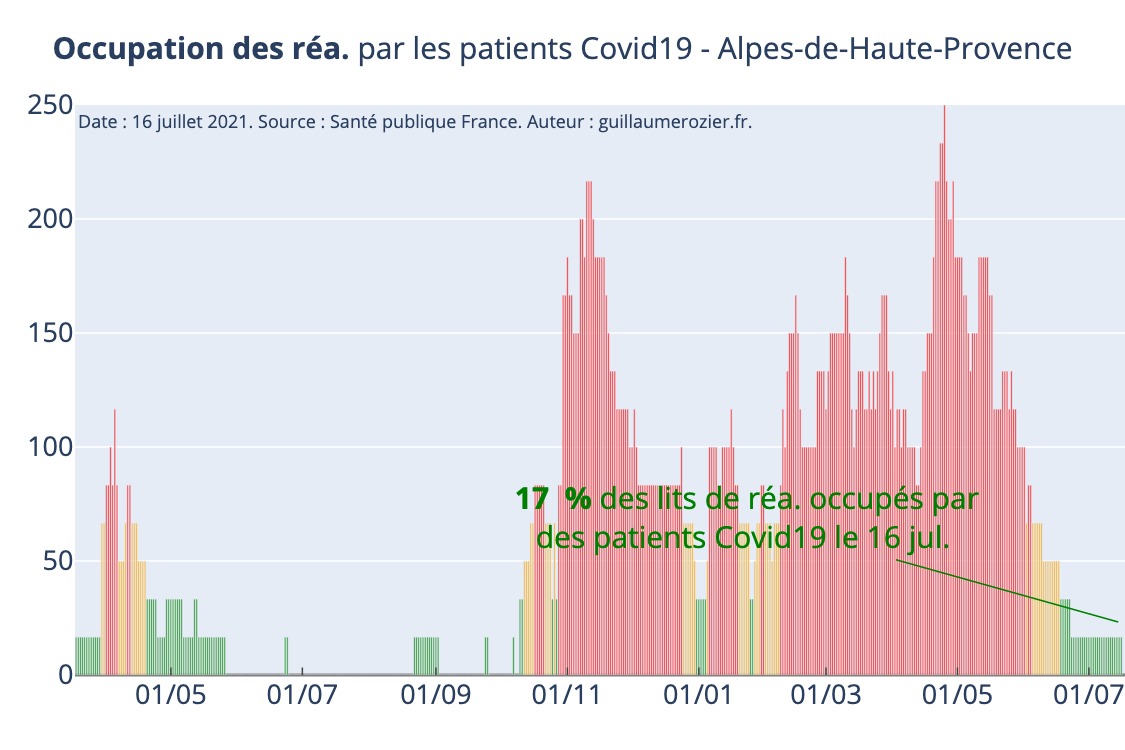 Occupation des réa. par les patients Covid19 - Alpes-de-Haute-Provence
250
Date : 16 juillet 2021. Source : Santé publique France. Auteur : guillaumerozier.fr.
200
150
100
17 % des lits de réa. occupés par
des patients Covid19 le 16 jul.
50
0
01/05 01/07 01/09 01/11 01/01 01/03 01/05 01/07